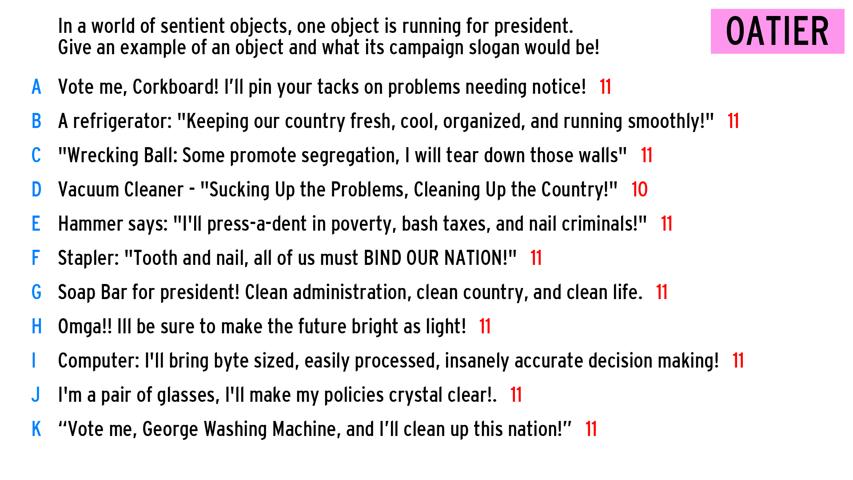 In a world of sentient objects, one object is running for president.
Give an example of an object and what its campaign slogan would be!
OATIER
A Vote me, Corkboard! I’ll pin your tacks on problems needing notice! 11
B A refrigerator: "Keeping our country fresh, cool, organized, and running smoothly!" 11
C "Wrecking Ball: Some promote segregation, I will tear down those walls" 11
D Vacuum Cleaner - "Sucking Up the Problems, Cleaning Up the Country!" 10
E Hammer says: "I'll press-a-dent in poverty, bash taxes, and nail criminals!" 11
F Stapler: "Tooth and nail, all of us must BIND OUR NATION!" 11
G Soap Bar for president! Clean administration, clean country, and clean life. 11
H Omga!! Ill be sure to make the future bright as light! 11
I Computer: I'll bring byte sized, easily processed, insanely accurate decision making! 11
J I'm a pair of glasses, I'll make my policies crystal clear!. 11
K “Vote me, George Washing Machine, and I’ll clean up this nation!” 11